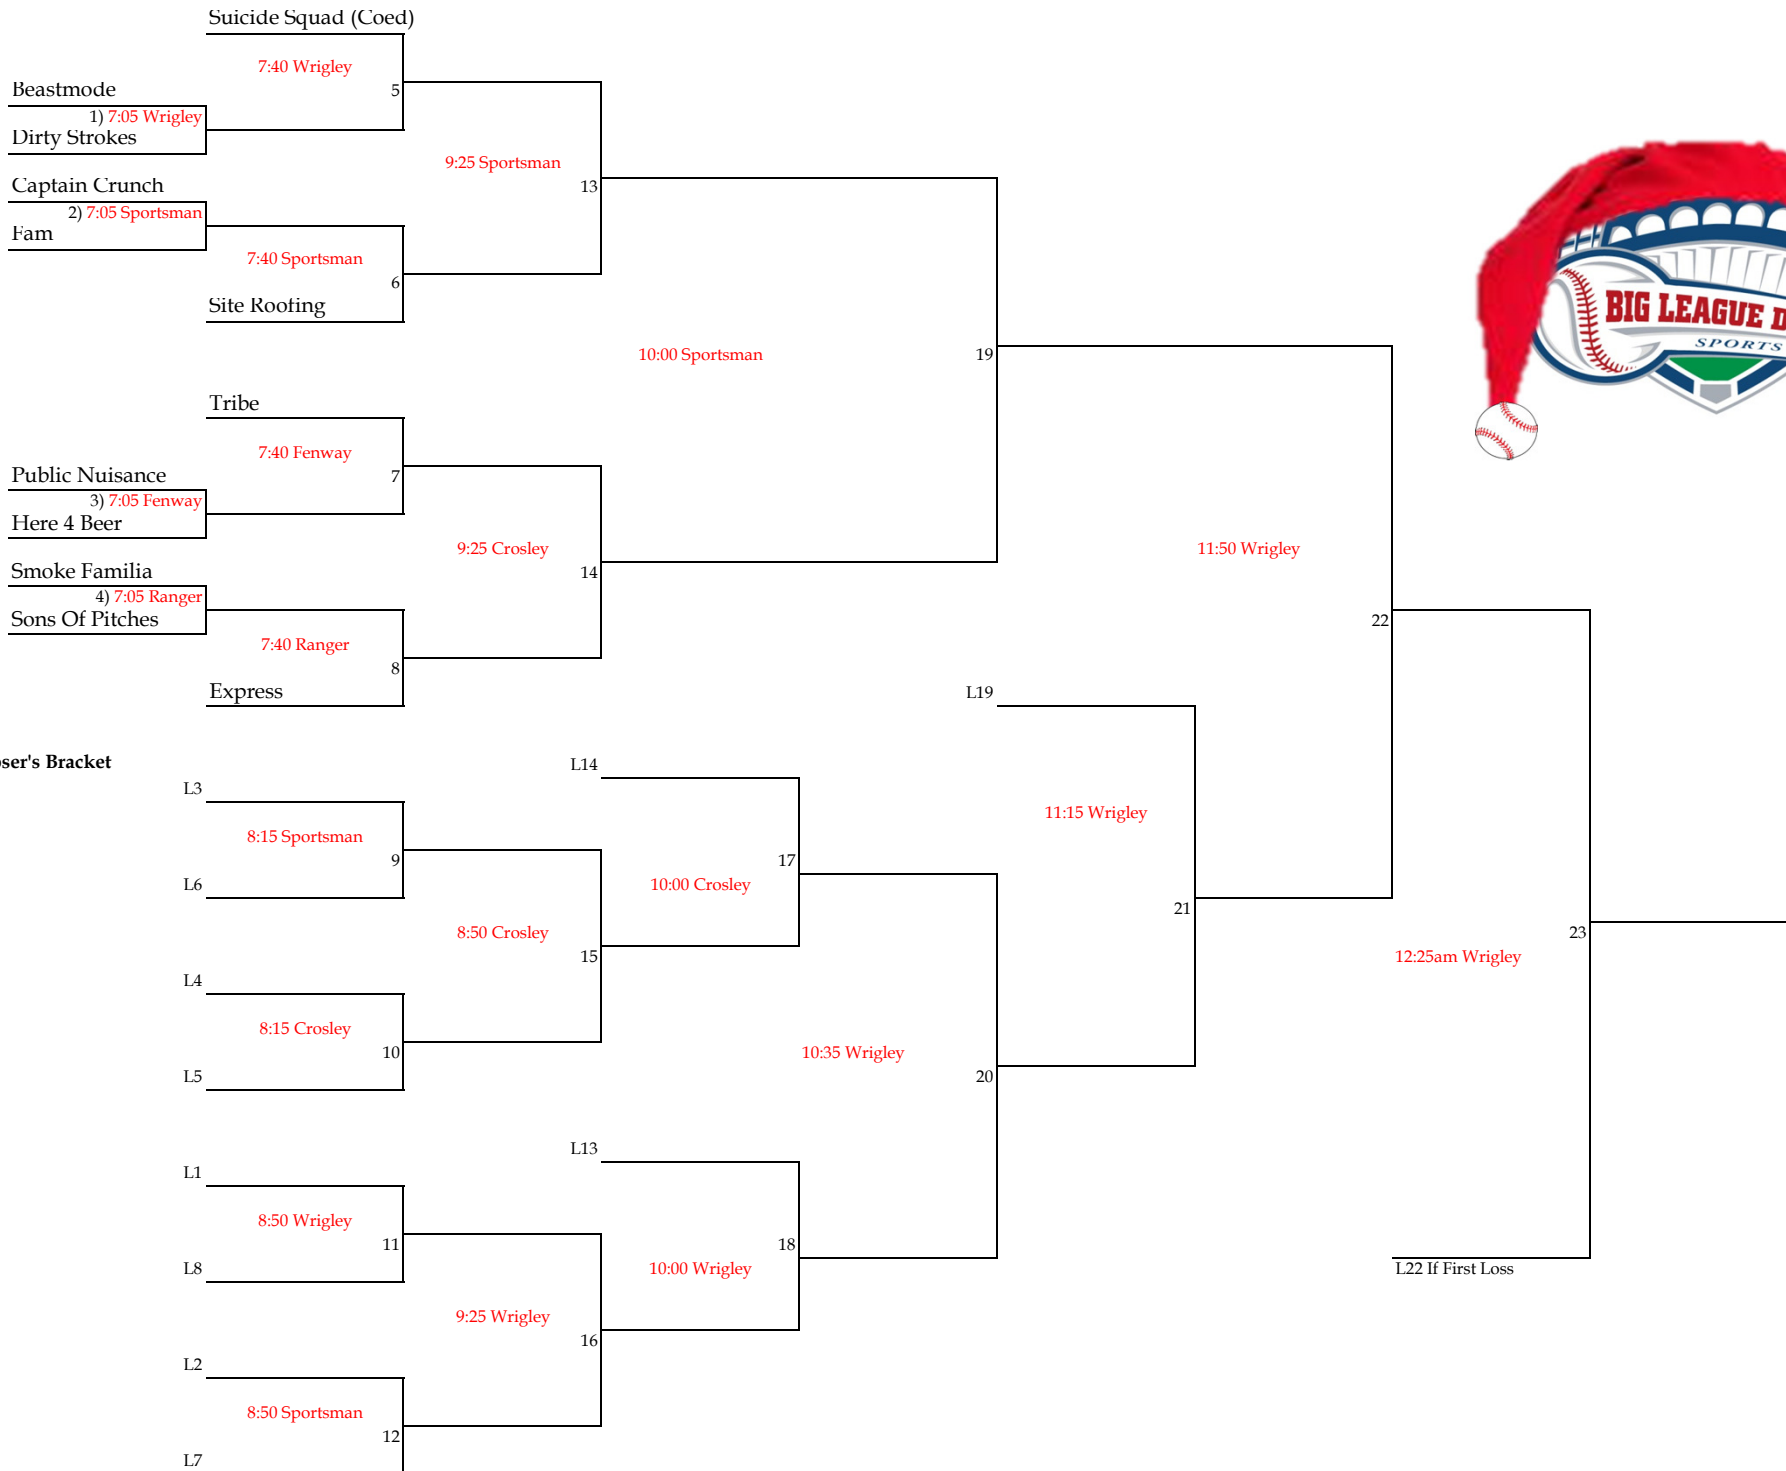 Suicide Squad (Coed)
7:40 Wrigley
5
Beastmode
1) 7:05 Wrigley
Dirty Strokes
9:25 Sportsman
13
Captain Crunch
2) 7:05 Sportsman
Fam
7:40 Sportsman
6
Site Roofing
BIG LEAGUE D
SPORTS
10:00 Sportsman
19
Tribe
7:40 Fenway
7
Public Nuisance
3) 7:05 Fenway
Here 4 Beer
9:25 Crosley
14
11:50 Wrigley
Smoke Familia
4) 7:05 Ranger
Sons Of Pitches
22
7:40 Ranger
8
Express
L19
ser's Bracket
L14
L3
8:15 Sportsman
9
L6
17
10:00 Crosley
11:15 Wrigley
21
8:50 Crosley
15
23
12:25am Wrigley
L4
8:15 Crosley
10
L5
10:35 Wrigley
20
L13
L1
8:50 Wrigley
11
L8
18
10:00 Wrigley
L22 If First Loss
9:25 Wrigley
16
L2
8:50 Sportsman
12
L7